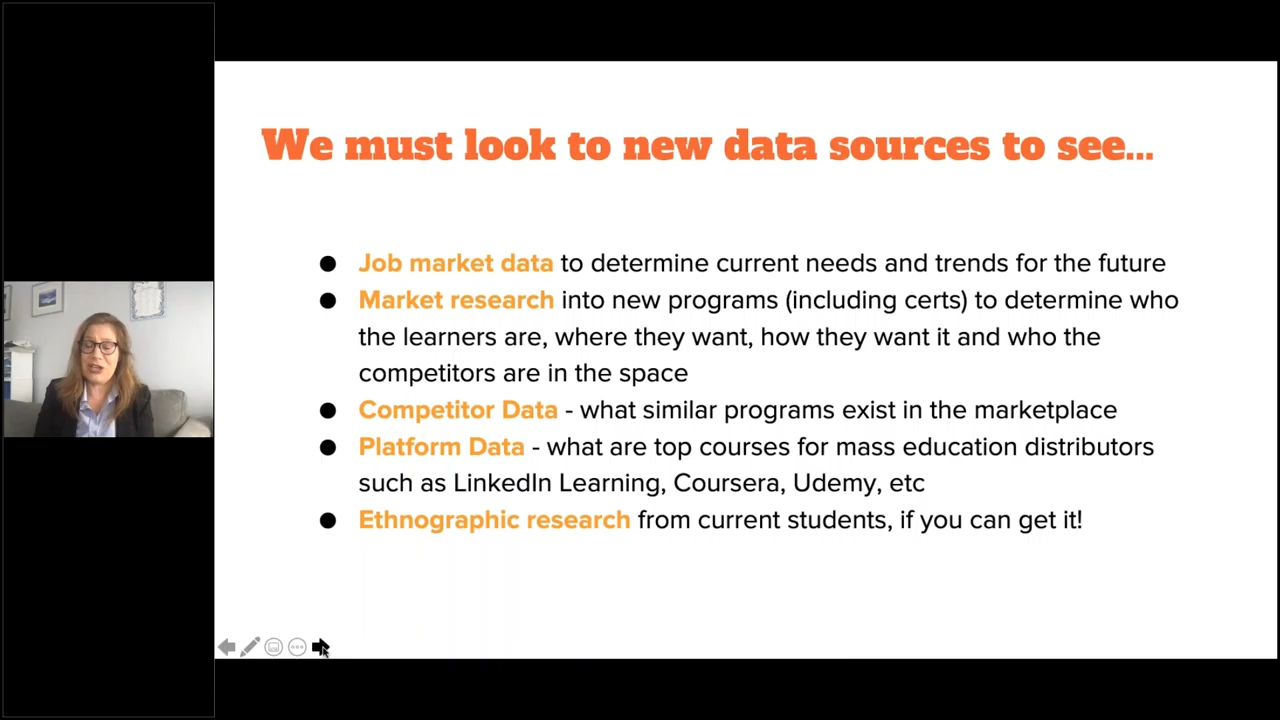 We must look to new data sources to see...
● Job market data to determine current needs and trends for the future
● Market research into new programs (including certs) to determine who
the learners are, where they want, how they want it and who the
competitors are in the space
● Competitor Data - what similar programs exist in the marketplace
● Platform Data - what are top courses for mass education distributors
such as LinkedIn Learning, Coursera, Udemy, etc
● Ethnographic research from current students, if you can get it!